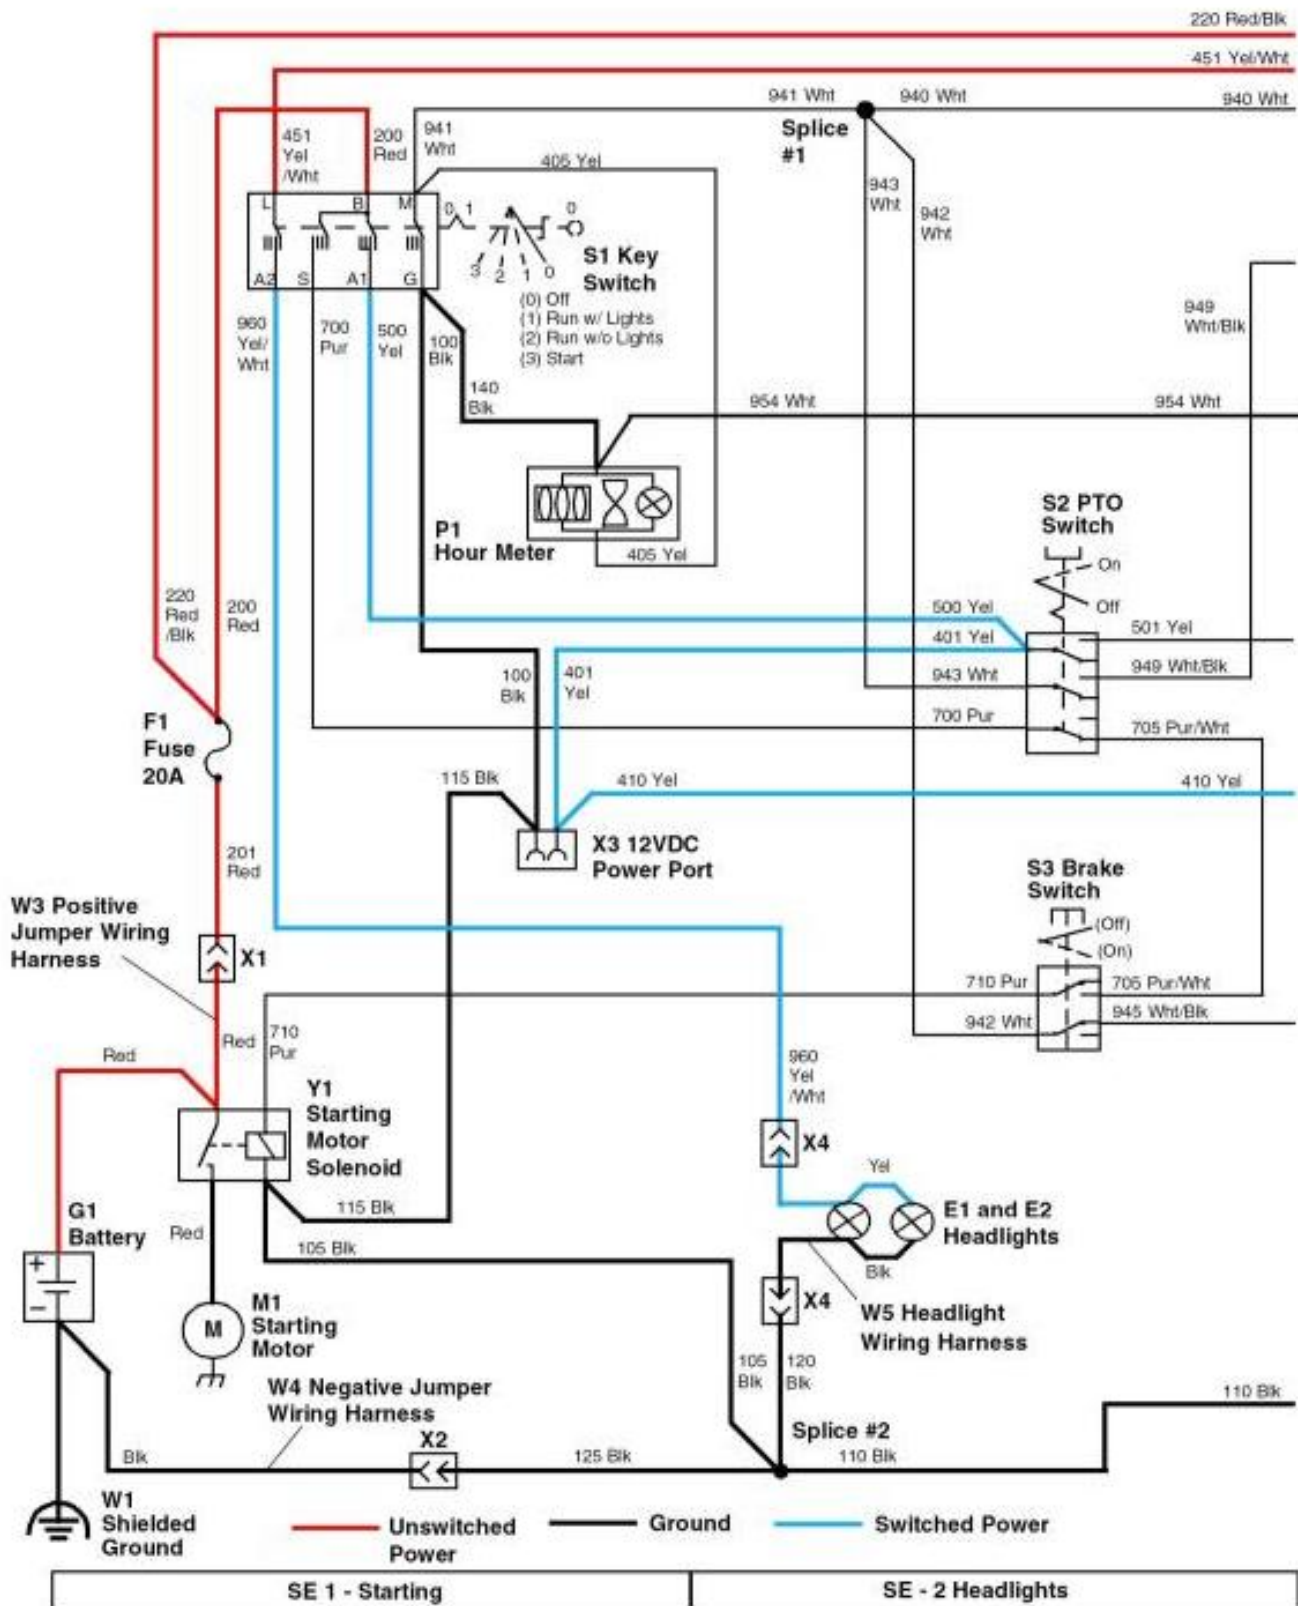 220 Red/Blk
451 Yel/Wht
941 Wht
940 Wht
940 Wht
Splice
#1
451
Yel
/Wht
200
Red
941
Wht
405 Yel
943
Wht
942
Wht
L
B
M
0
1
0
S1 Key
Switch
3
2
1
0
A2
S
A1
G
(0) Off
(1) Run w/ Lights
(2) Run w/o Lights
(3) Start
960
Yel/
Wht
700
Pur
500
Yel
100
Blk
949
Wht/Blk
140
Blk
954 Wht
954 Wht
S2 PTO
Switch
P1
Hour Meter
405 Yel
On
Off
220
Red
/Blk
200
Red
500 Yel
501 Yel
401 Yel
949 Wht/Blk
100
Blk
401
Yel
943 Wht
700 Pur
705 Pur/Wht
F1
Fuse
20A
115 Blk
410 Yel
410 Yel
X3 12VDC
Power Port
201
Red
S3 Brake
Switch
W3 Positive
Jumper Wiring
Harness
(Off)
(On)
X1
710 Pur
705 Pur/Wht
945 Wht/Blk
942 Wht
Red
Red
710
Pur
960
Yel
/Wht
Y1
Starting
Motor
Solenoid
X4
Yel
115 Blk
G1
Battery
Red
E1 and E2
Headlights
105 Blk
+
Blk
–
M1
Starting
Motor
M
X4
W5 Headlight
Wiring Harness
105
Blk
120
Blk
W4 Negative Jumper
Wiring Harness
110 Blk
Splice #2
X2
Blk
125 Blk
110 Blk
W1
Shielded
Ground
Unswitched
Power
Ground
Switched Power
SE 1 - Starting
SE - 2 Headlights